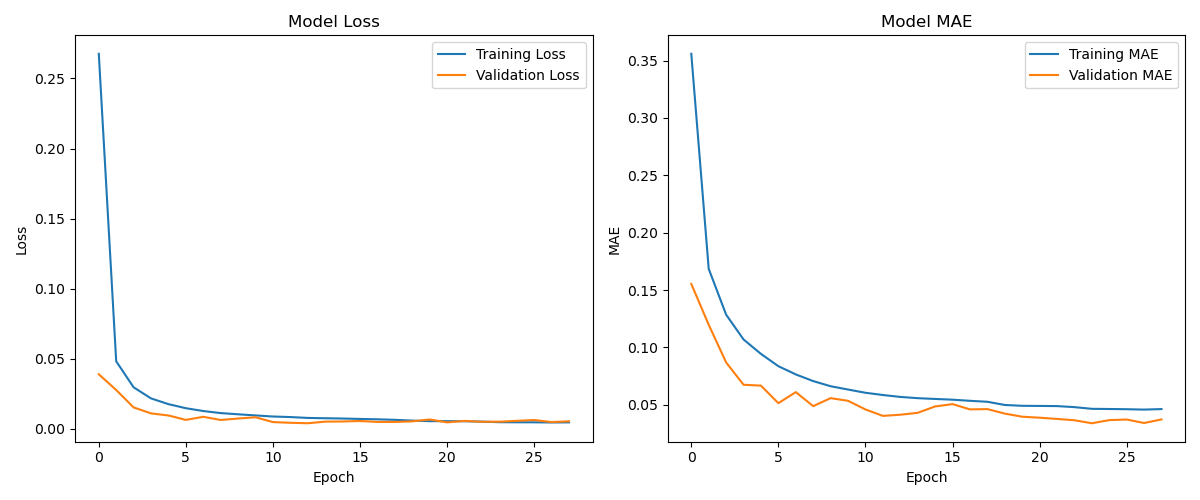 Model Loss
Training Loss
Validation Loss
0.25
0.20
0.15
0.10
0.05
0.00
Loss
0
5
10
15
20
25
Epoch
Model MAE
Training MAE
Validation MAE
0.35
0.30
0.25
0.20
0.15
0.10
0.05
MAE
0
5
10
15
20
25
Epoch